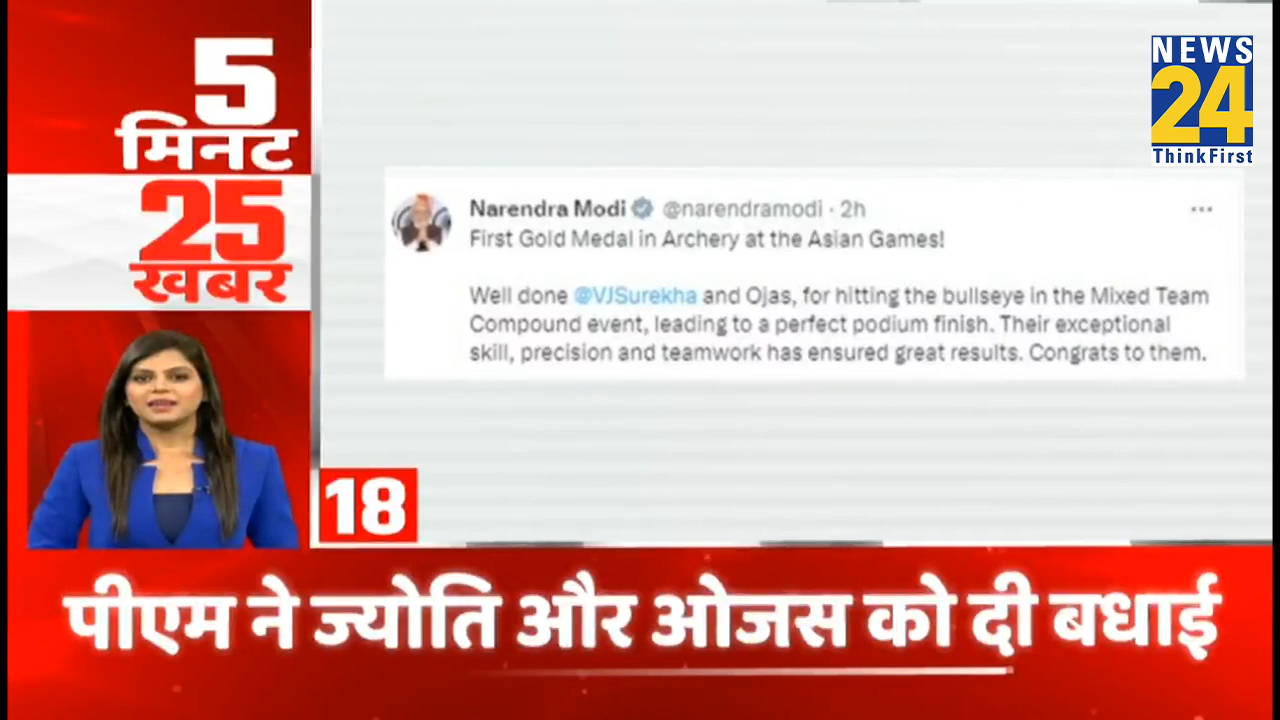 5
मिनट
25
खबर
NEWS
24
ThinkFirst
Narendra Modi @narendramodi · 2h
First Gold Medal in Archery at the Asian Games!
Well done @VJSurekha and Ojas, for hitting the bullseye in the Mixed Team
Compound event, leading to a perfect podium finish. Their exceptional
skill, precision and teamwork has ensured great results. Congrats to them.
18
पीएम ने ज्योति और ओजस को दी बधाई